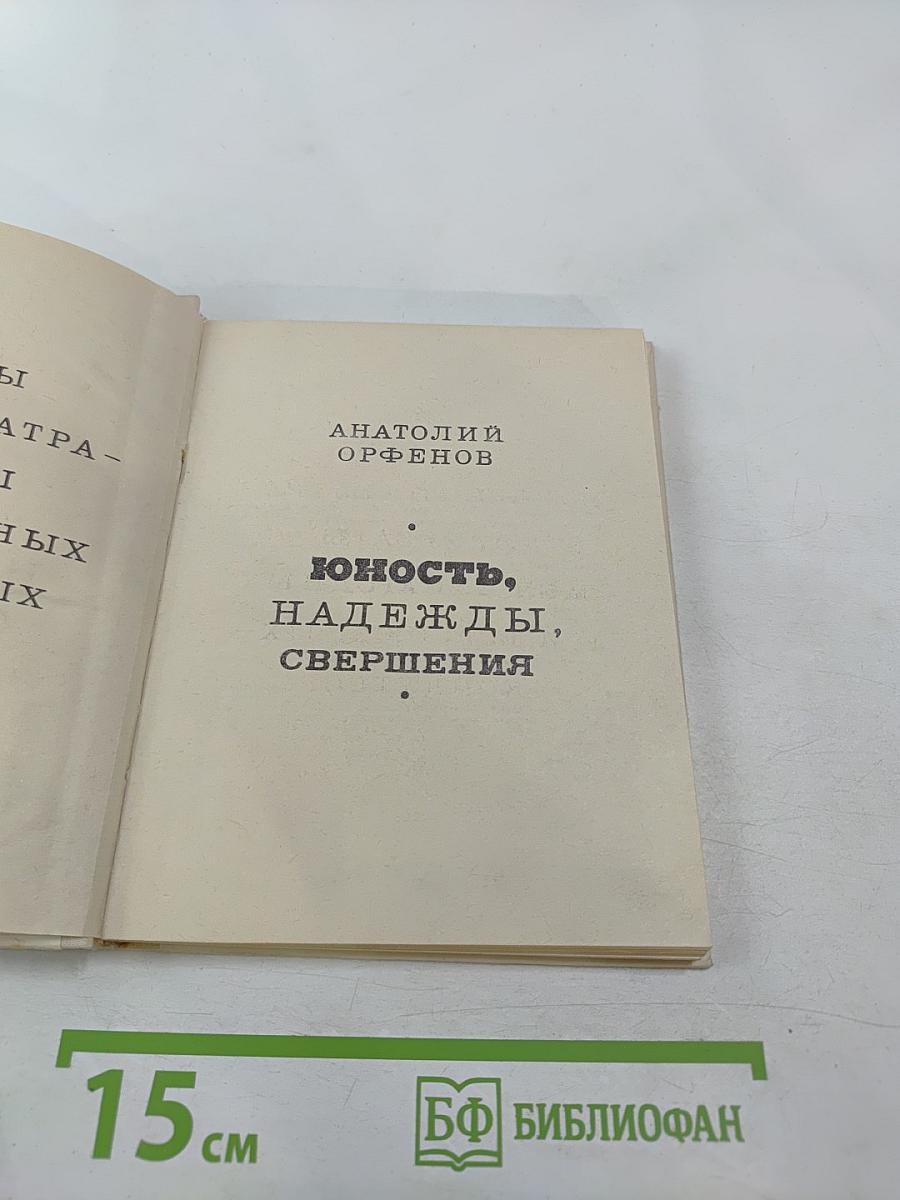 АНАТОЛИЙ
ОРФЕНОВ
ЮНОСТЬ,
НАДЕЖДЫ,
СВЕРШЕНИЯ
15 см
БФ БИБЛИОФАН